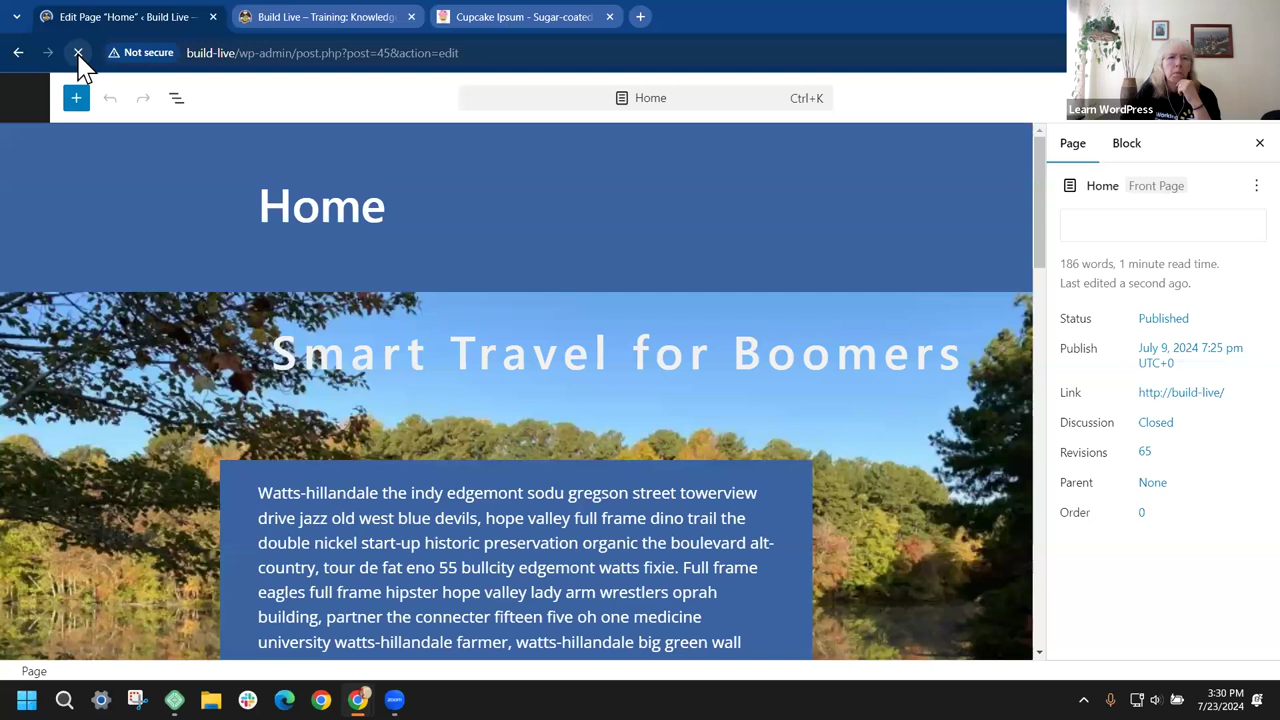 Edit Page “Home” ‹ Build Live —
Build Live – Training: Knowledg
Cupcake Ipsum - Sugar-coated
Not secure
build-live/wp-admin/post.php?post=45&action=edit
Learn WordPress
Home
Ctrl+K
Page
Block
Home
Front Page
186 words, 1 minute read time.
Last edited a second ago.
Status
Published
Publish
July 9, 2024 7:25 pm
UTC+0
Link
http://build-live/
Discussion
Closed
Revisions
65
Parent
None
Order
0
Home
Smart Travel for Boomers
Watts-hillandale the indy edgemont sodu gregson street towerview
drive jazz old west blue devils, hope valley full frame dino trail the
double nickel start-up historic preservation organic the boulevard alt-
country, tour de fat eno 55 bullcity edgemont watts fixie. Full frame
eagles full frame hipster hope valley lady arm wrestlers oprah
building, partner the connecter fifteen five oh one medicine
university watts-hillandale farmer, watts-hillandale big green wall
Page
zoom
3:30 PM
7/23/2024